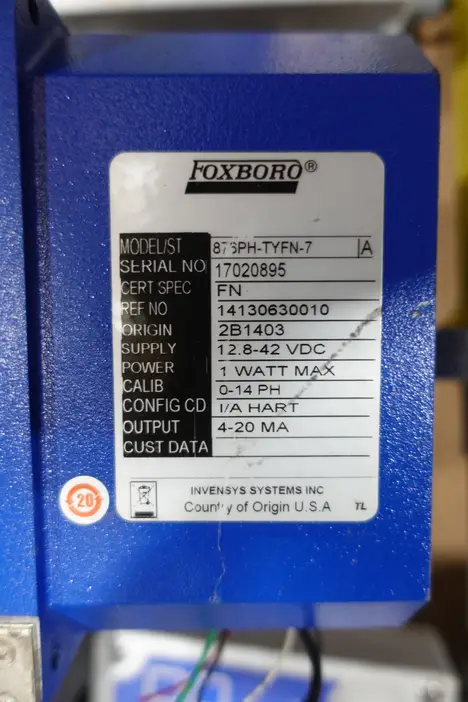 FOXBORO®
MODEL/ST 876PH-TYFN-7 A
SERIAL NO 17020895
CERT SPEC FN
REF NO 14130630010
ORIGIN 2B1403
SUPPLY 12.8-42 VDC
POWER 1 WATT MAX
CALIB 0-14 PH
CONFIG CD I/A HART
OUTPUT 4-20 MA
CUST DATA
20
INVENSYS SYSTEMS INC
Country of Origin U.S.A TL